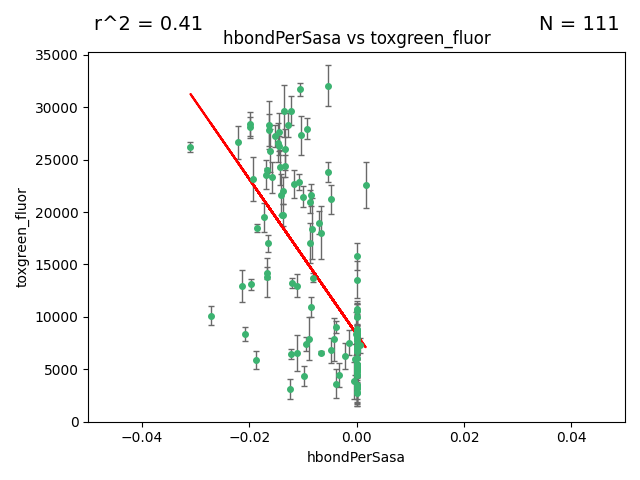 r^2 = 0.41
N = 111
hbondPerSasa vs toxgreen_fluor
35000
30000
25000
20000
15000
10000
5000
0
toxgreen_fluor
−0.04
−0.02
0.00
0.02
0.04
hbondPerSasa